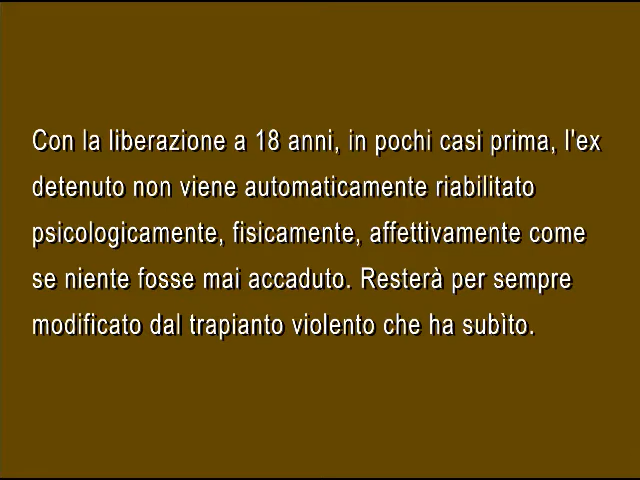 Con la liberazione a 18 anni, in pochi casi prima, l'ex
detenuto non viene automaticamente riabilitato
psicologicamente, fisicamente, affettivamente come
se niente fosse mai accaduto. Resterà per sempre
modificato dal trapianto violento che ha subìto.